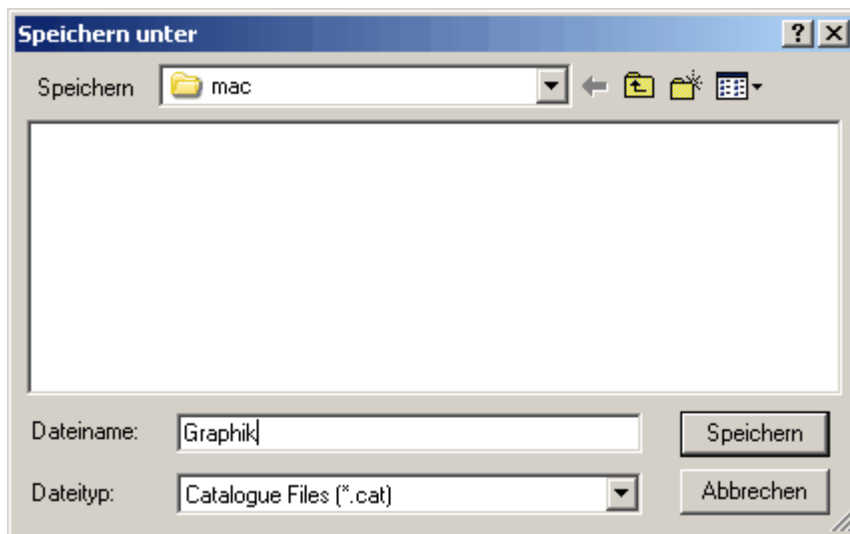 Speichern unter
Speichern mac
Dateiname: Graphik Speichern
Dateityp: Catalogue Files (*.cat) Abbrechen